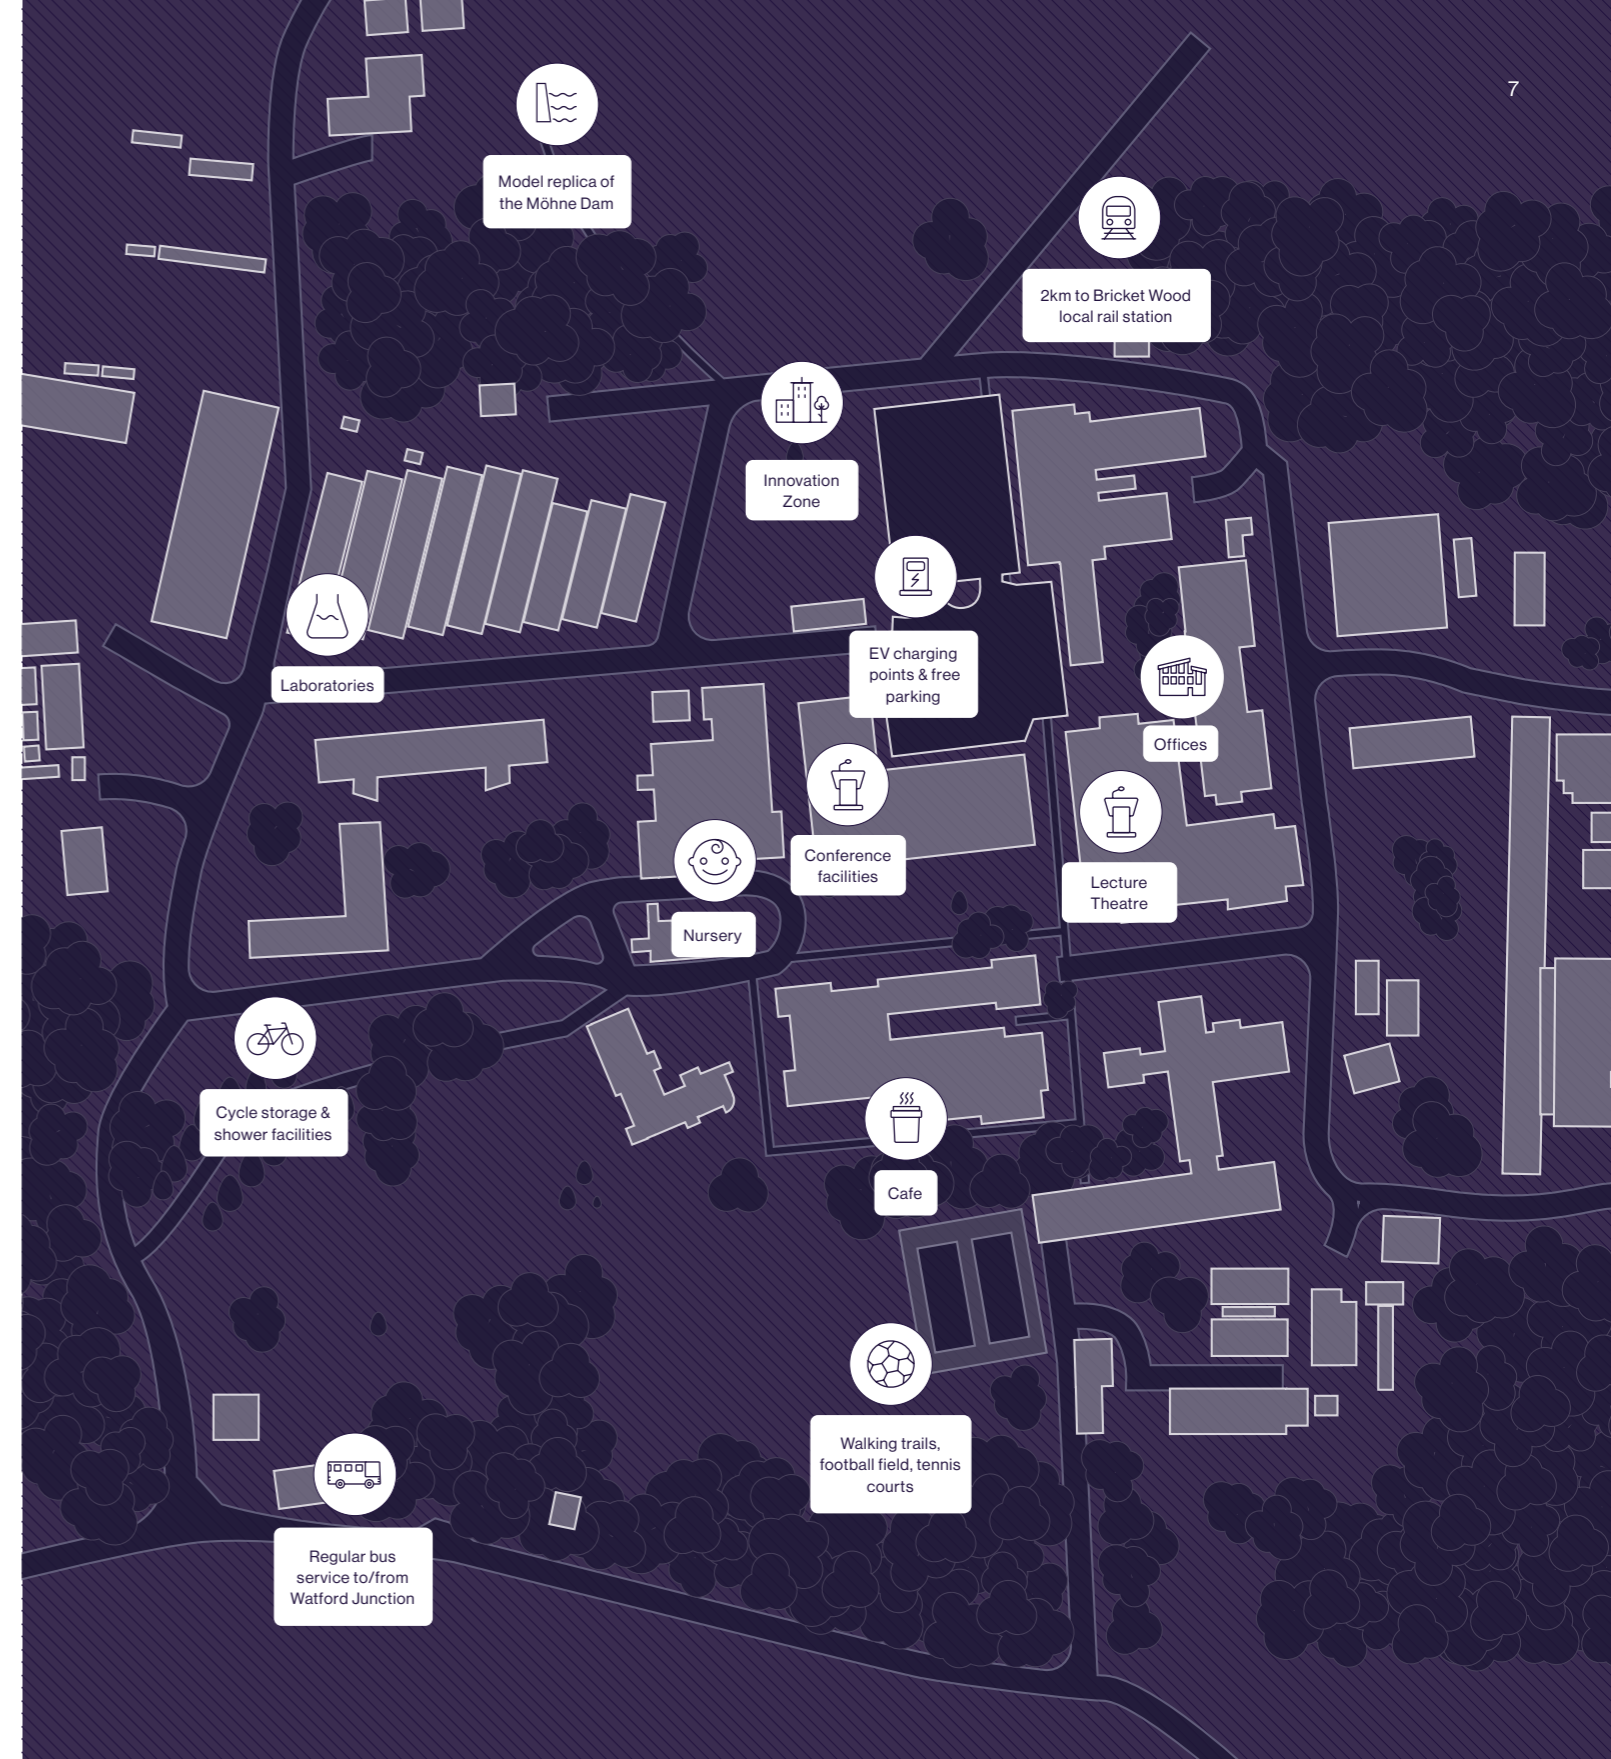 7
Model replica of
the Möhne Dam
2km to Bricket Wood
local rail station
Innovation
Zone
EV charging
points & free
parking
Laboratories
Offices
Conference
facilities
Lecture
Theatre
Nursery
Cycle storage &
shower facilities
Cafe
Walking trails,
football field, tennis
courts
Regular bus
service to/from
Watford Junction